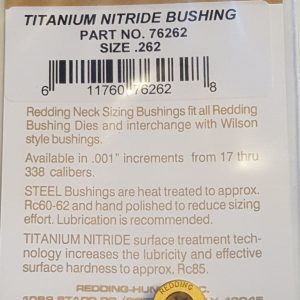 TITANIUM NITRIDE BUSHING
PART NO. 76262
SIZE .262
6 11760 76262 8
Redding Neck Sizing Bushings fit all Redding
Bushing Dies and interchange with Wilson
style bushings.
Available in .001" increments from 17 thru
338 calibers.
STEEL Bushings are heat treated to approx.
Rc60-62 and hand polished to reduce sizing
effort. Lubrication is recommended.
TITANIUM NITRIDE surface treatment tech-
nology increases the lubricity and effective
surface hardness to approx. Rc85.
REDDING